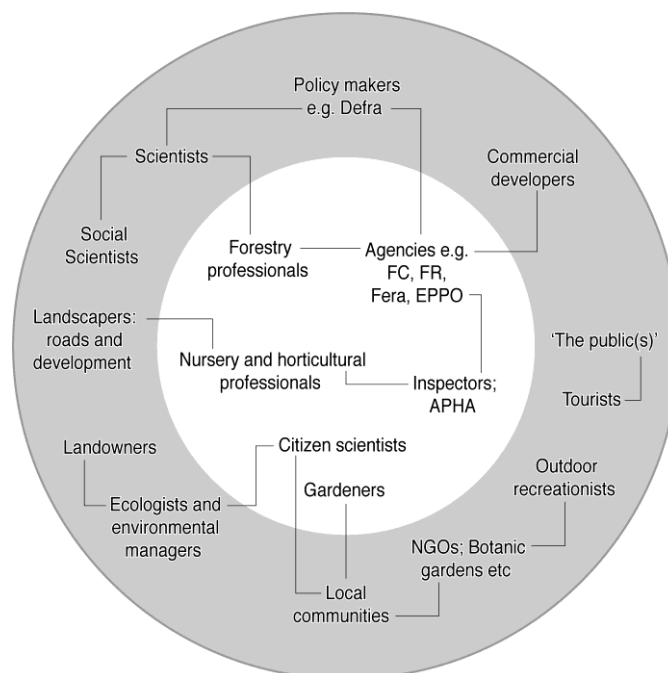 Policy makers
e.g. Defra
Scientists
Commercial
developers
Social
Scientists
Forestry
professionals
Agencies e.g.
FC, FR,
Fera, EPPO
Landscapers:
roads and
development
Nursery and horticultural
professionals
Inspectors;
APHA
'The public(s)'
Tourists
Landowners
Citizen scientists
Ecologists and
environmental
managers
Gardeners
Outdoor
recreationists
NGOs; Botanic
gardens etc
Local
communities